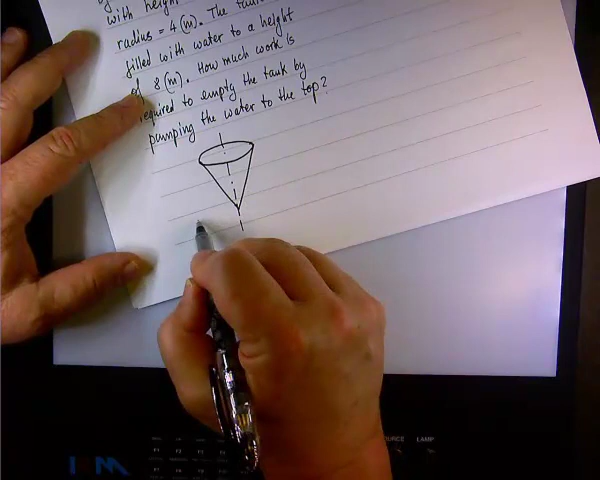 with height
radius = 4 (m). The
filled with water to a height
of 8 (m). How much work is
required to empty the tank by
pumping the water to the top?
LAMP